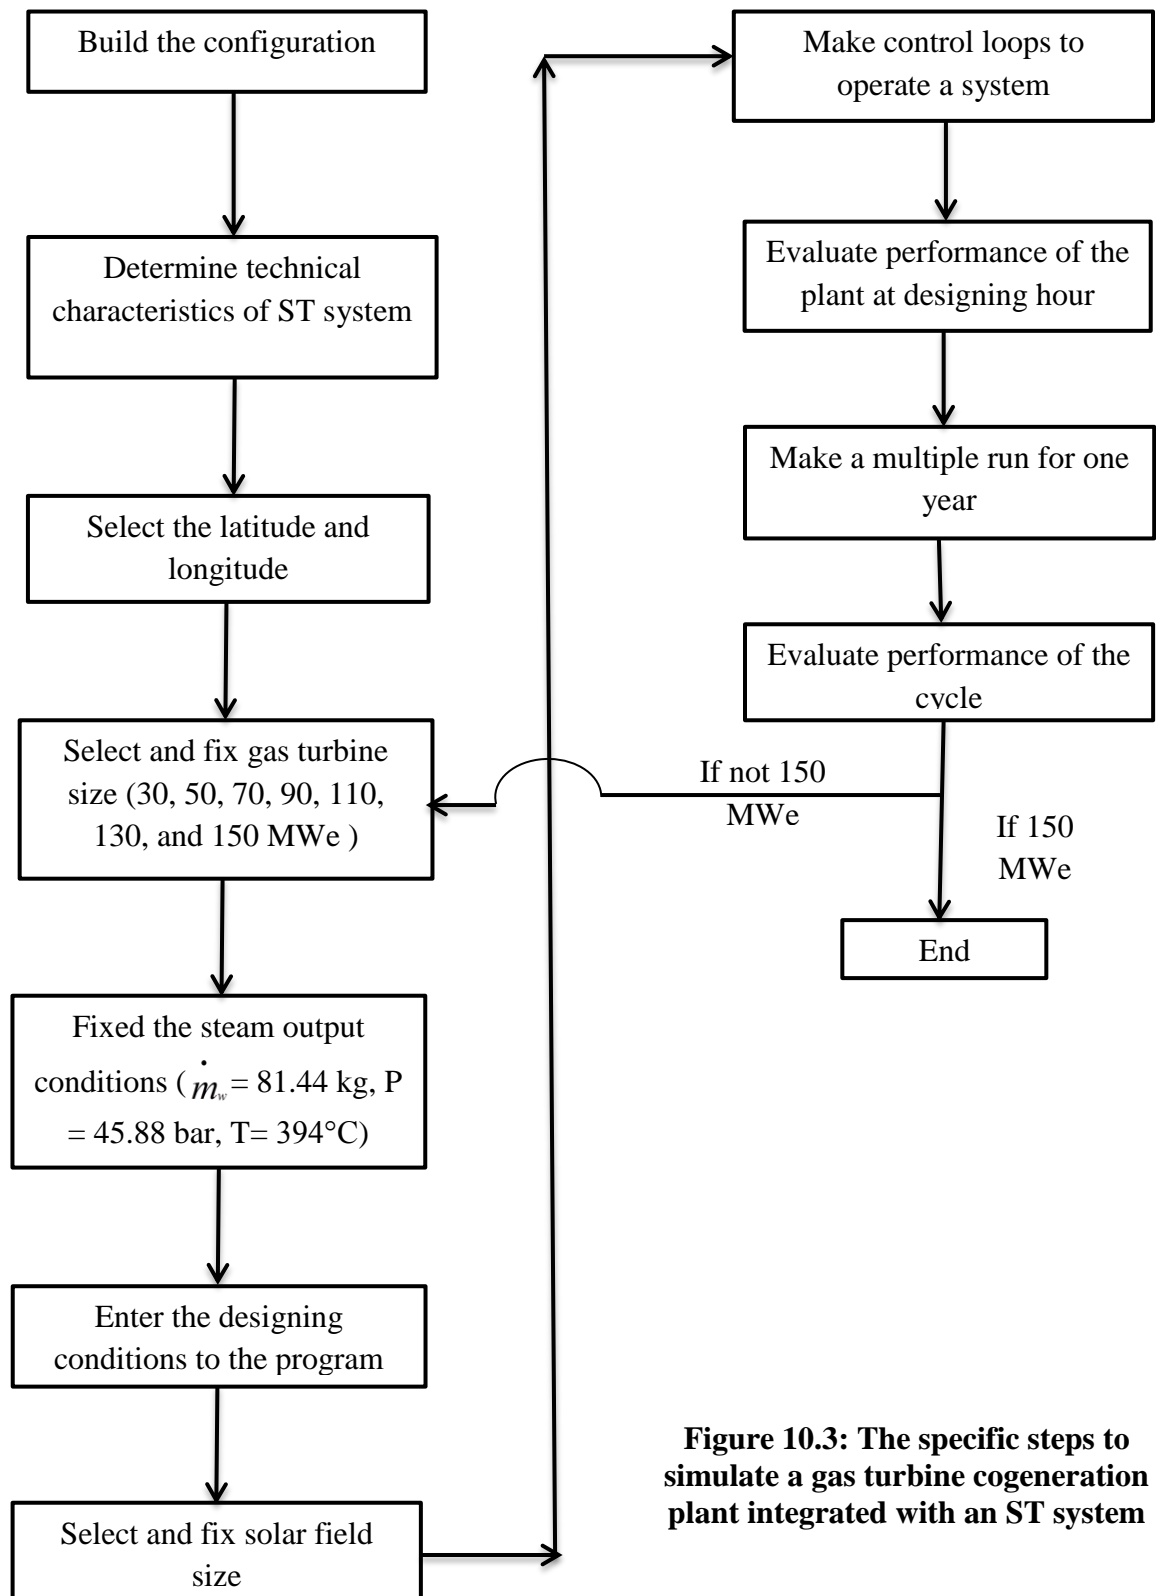 Build the configuration
Determine technical
characteristics of ST system
Select the latitude and
longitude
Select and fix gas turbine
size (30, 50, 70, 90, 110,
130, and 150 MWe )
Fixed the steam output
conditions ( ṁw = 81.44 kg, P
= 45.88 bar, T= 394°C)
Enter the designing
conditions to the program
Select and fix solar field
size
Make control loops to
operate a system
Evaluate performance of the
plant at designing hour
Make a multiple run for one
year
Evaluate performance of the
cycle
If not 150
MWe
If 150
MWe
End
Figure 10.3: The specific steps to
simulate a gas turbine cogeneration
plant integrated with an ST system